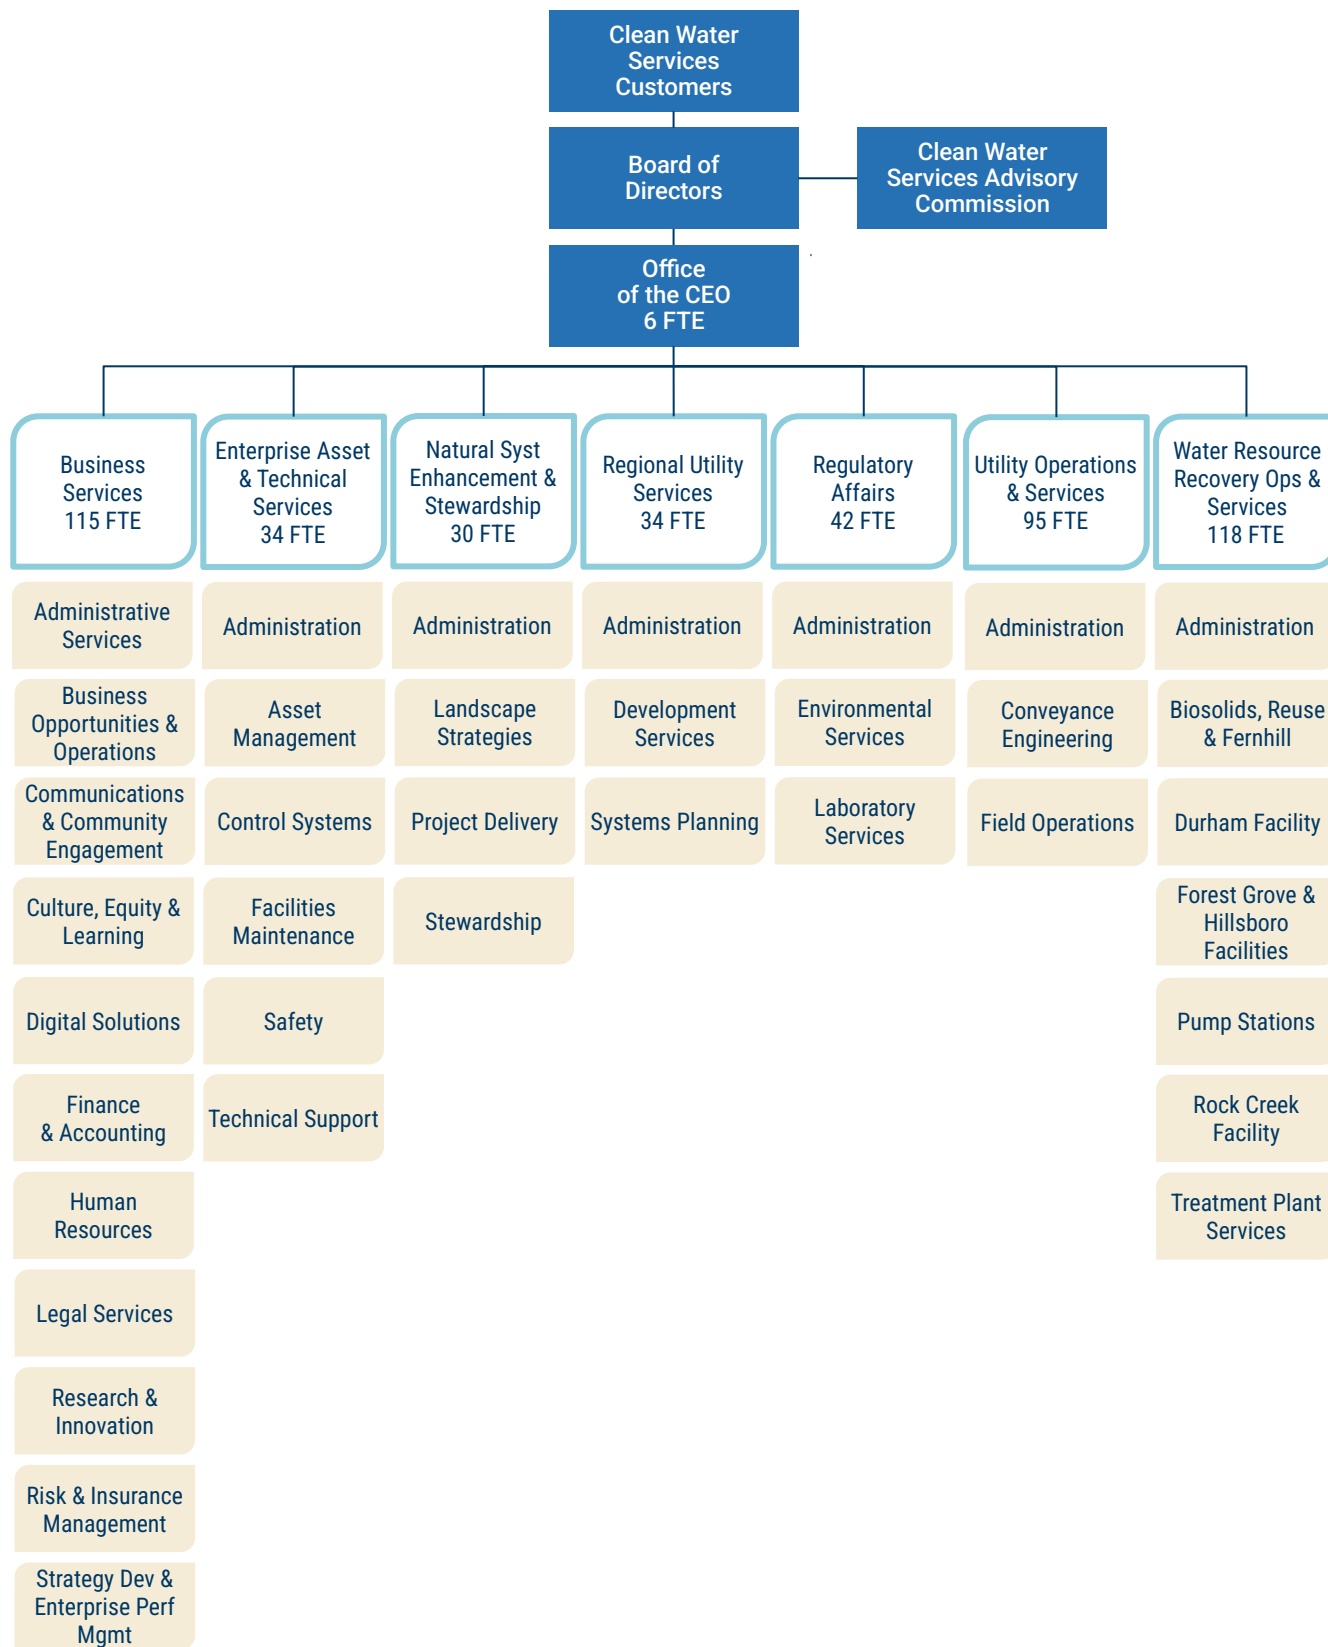 Clean Water
Services
Customers
Board of
Directors
Clean Water
Services Advisory
Commission
Office
of the CEO
6 FTE
Business
Services
115 FTE
Enterprise Asset
& Technical
Services
34 FTE
Natural Syst
Enhancement &
Stewardship
30 FTE
Regional Utility
Services
34 FTE
Regulatory
Affairs
42 FTE
Utility Operations
& Services
95 FTE
Water Resource
Recovery Ops &
Services
118 FTE
Administrative
Services
Business
Opportunities &
Operations
Communications
& Community
Engagement
Culture, Equity &
Learning
Digital Solutions
Finance
& Accounting
Human
Resources
Legal Services
Research &
Innovation
Risk & Insurance
Management
Strategy Dev &
Enterprise Perf
Mgmt
Administration
Asset
Management
Control Systems
Facilities
Maintenance
Safety
Technical Support
Administration
Landscape
Strategies
Project Delivery
Stewardship
Administration
Development
Services
Systems Planning
Administration
Environmental
Services
Laboratory
Services
Administration
Conveyance
Engineering
Field Operations
Administration
Biosolids, Reuse
& Fernhill
Durham Facility
Forest Grove &
Hillsboro
Facilities
Pump Stations
Rock Creek
Facility
Treatment Plant
Services